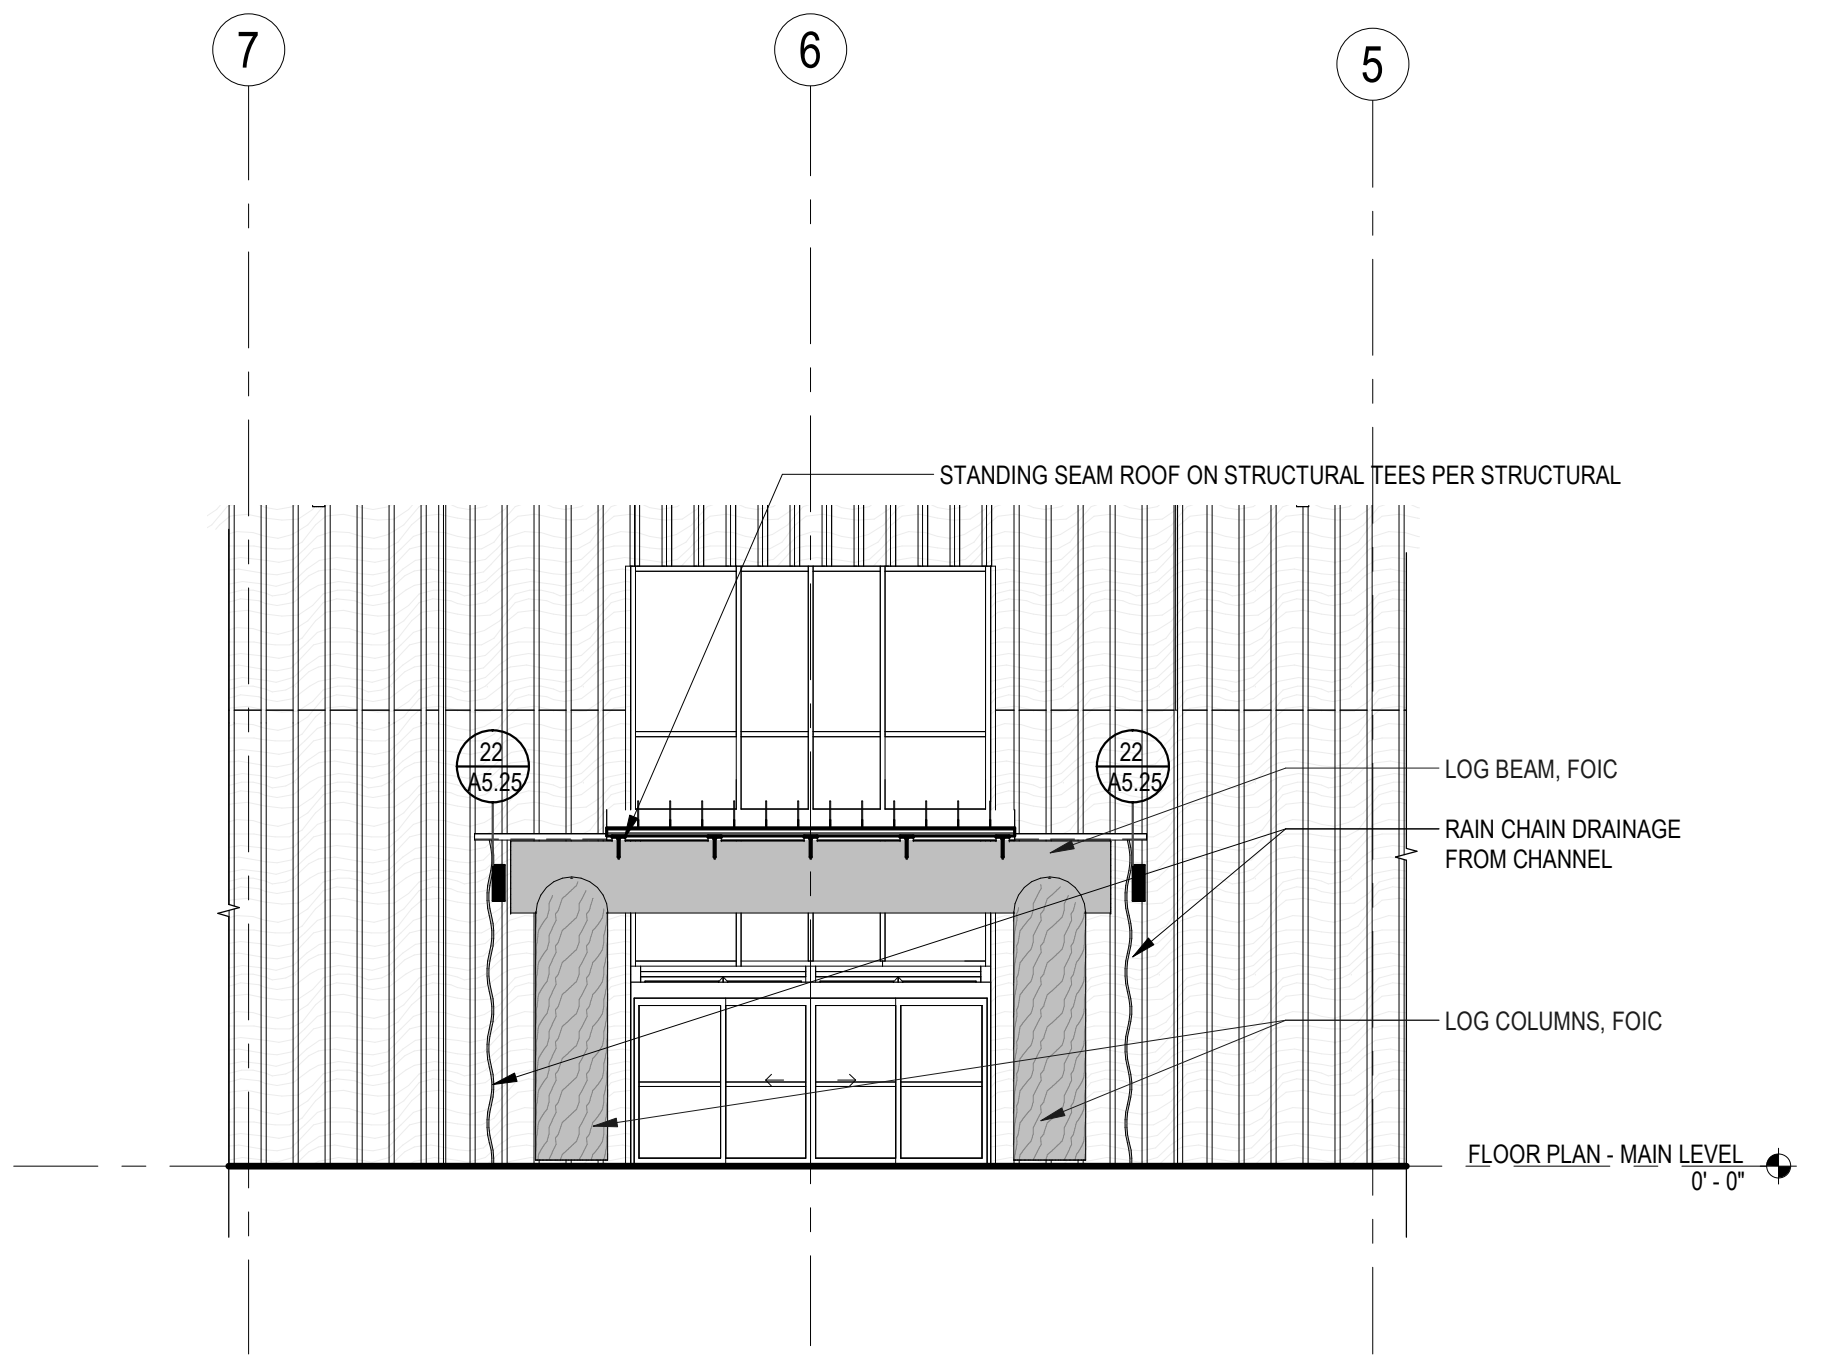 7
6
5
STANDING SEAM ROOF ON STRUCTURAL TEES PER STRUCTURAL
22
A5.25
22
A5.25
LOG BEAM, FOIC
RAIN CHAIN DRAINAGE
FROM CHANNEL
LOG COLUMNS, FOIC
FLOOR PLAN - MAIN LEVEL
0' - 0"